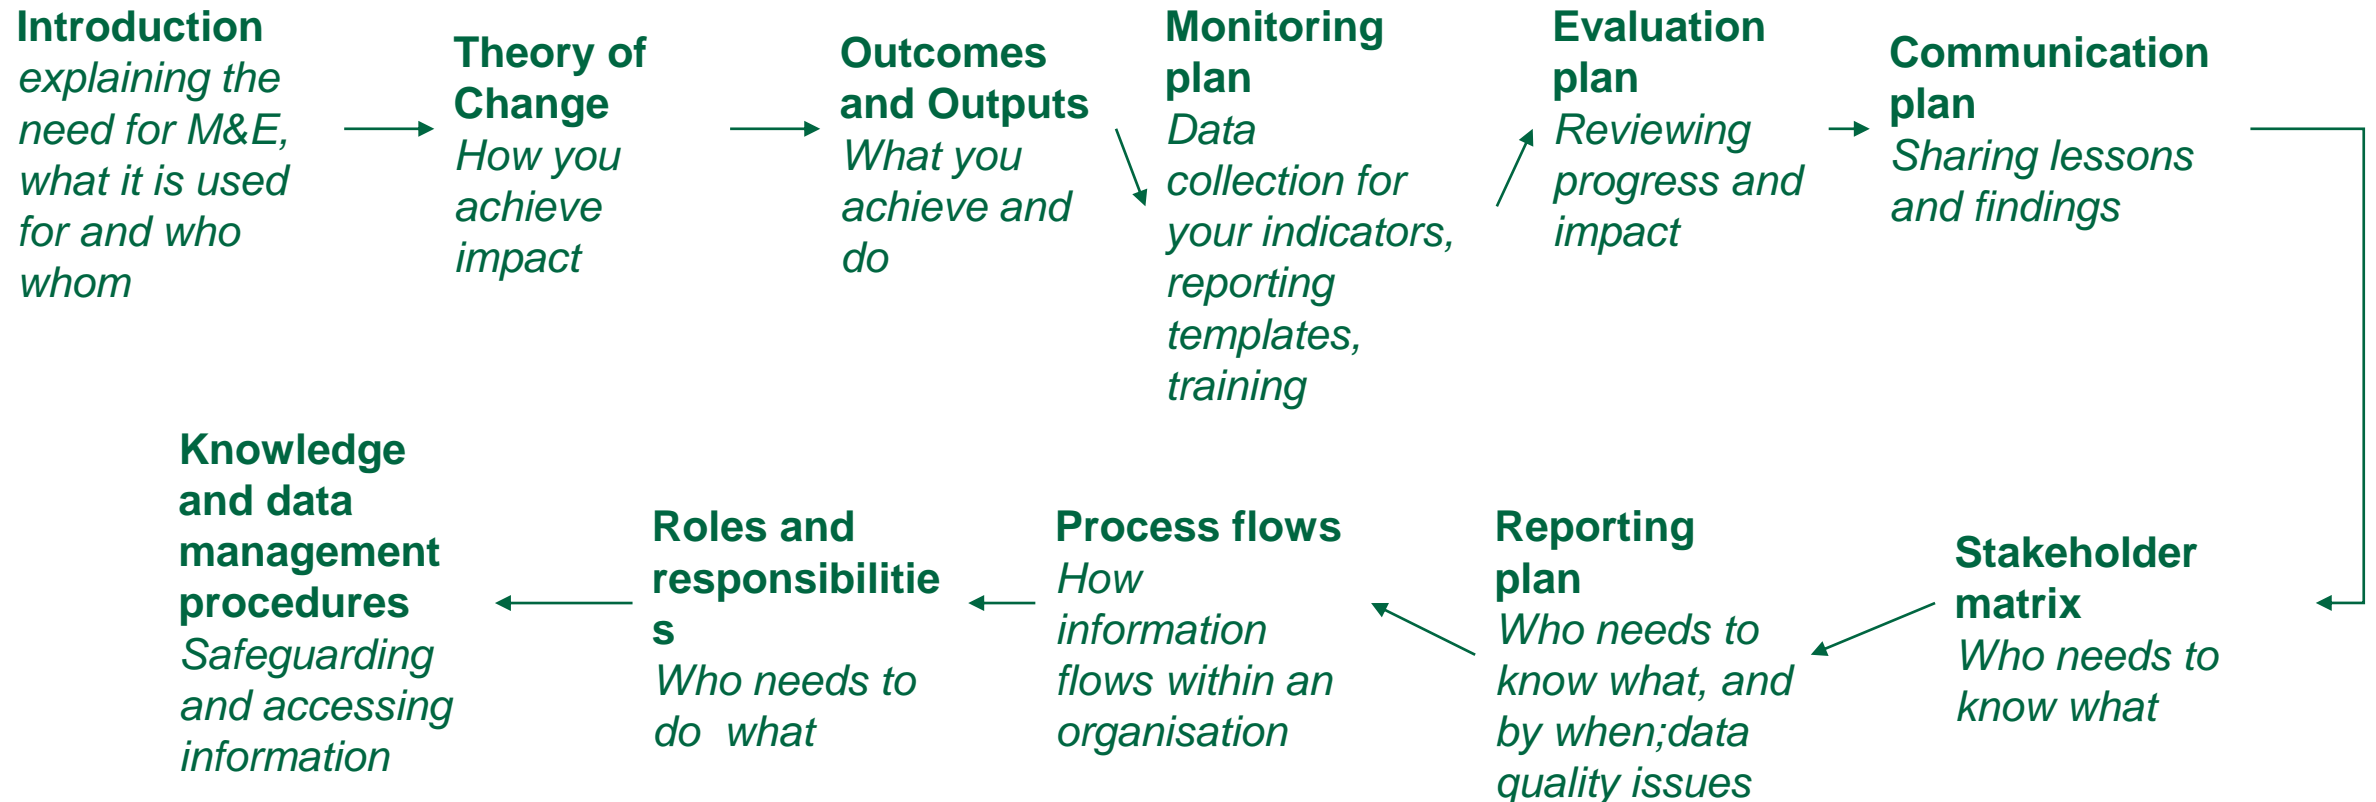 Introduction
explaining the
need for M&E,
what it is used
for and who
whom
Theory of
Change
How you
achieve
impact
Outcomes
and Outputs
What you
achieve and
do
Monitoring
plan
Data
collection for
your indicators,
reporting
templates,
training
Evaluation
plan
Reviewing
progress and
impact
Communication
plan
Sharing lessons
and findings
Stakeholder
matrix
Who needs to
know what
Reporting
plan
Who needs to
know what, and
by when;data
quality issues
Process flows
How
information
flows within an
organisation
Roles and
responsibilitie
s
Who needs to
do  what
Knowledge
and data
management
procedures
Safeguarding
and accessing
information